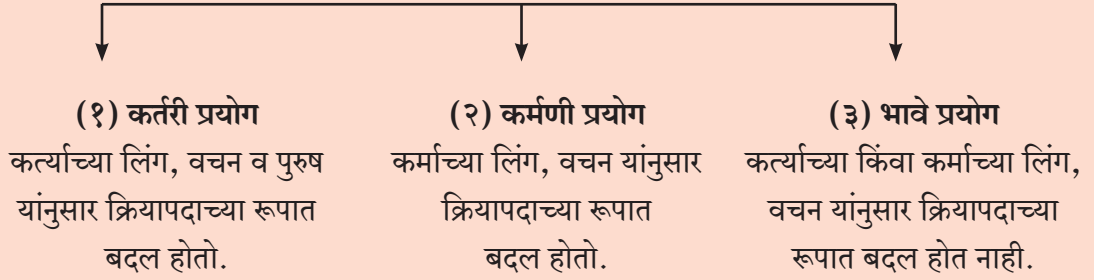 (१) कर्तरी प्रयोग
कर्त्याच्या लिंग, वचन व पुरुष
यांनुसार क्रियापदाच्या रूपात
बदल होतो.
(२) कर्मणी प्रयोग
कर्माच्या लिंग, वचन यांनुसार
क्रियापदाच्या रूपात
बदल होतो.
(३) भावे प्रयोग
कर्त्याच्या किंवा कर्माच्या लिंग,
वचन यांनुसार क्रियापदाच्या
रूपात बदल होत नाही.